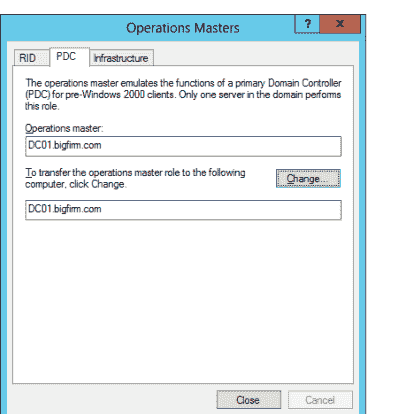 Operations Masters
? x
RID PDC Infrastructure
The operations master emulates the functions of a primary Domain Controller
(PDC) for pre-Windows 2000 clients. Only one server in the domain performs
this role.
Operations master:
DC01.bigfirm.com
To transfer the operations master role to the following
computer, click Change.
Change...
DC01.bigfirm.com
Close Cancel